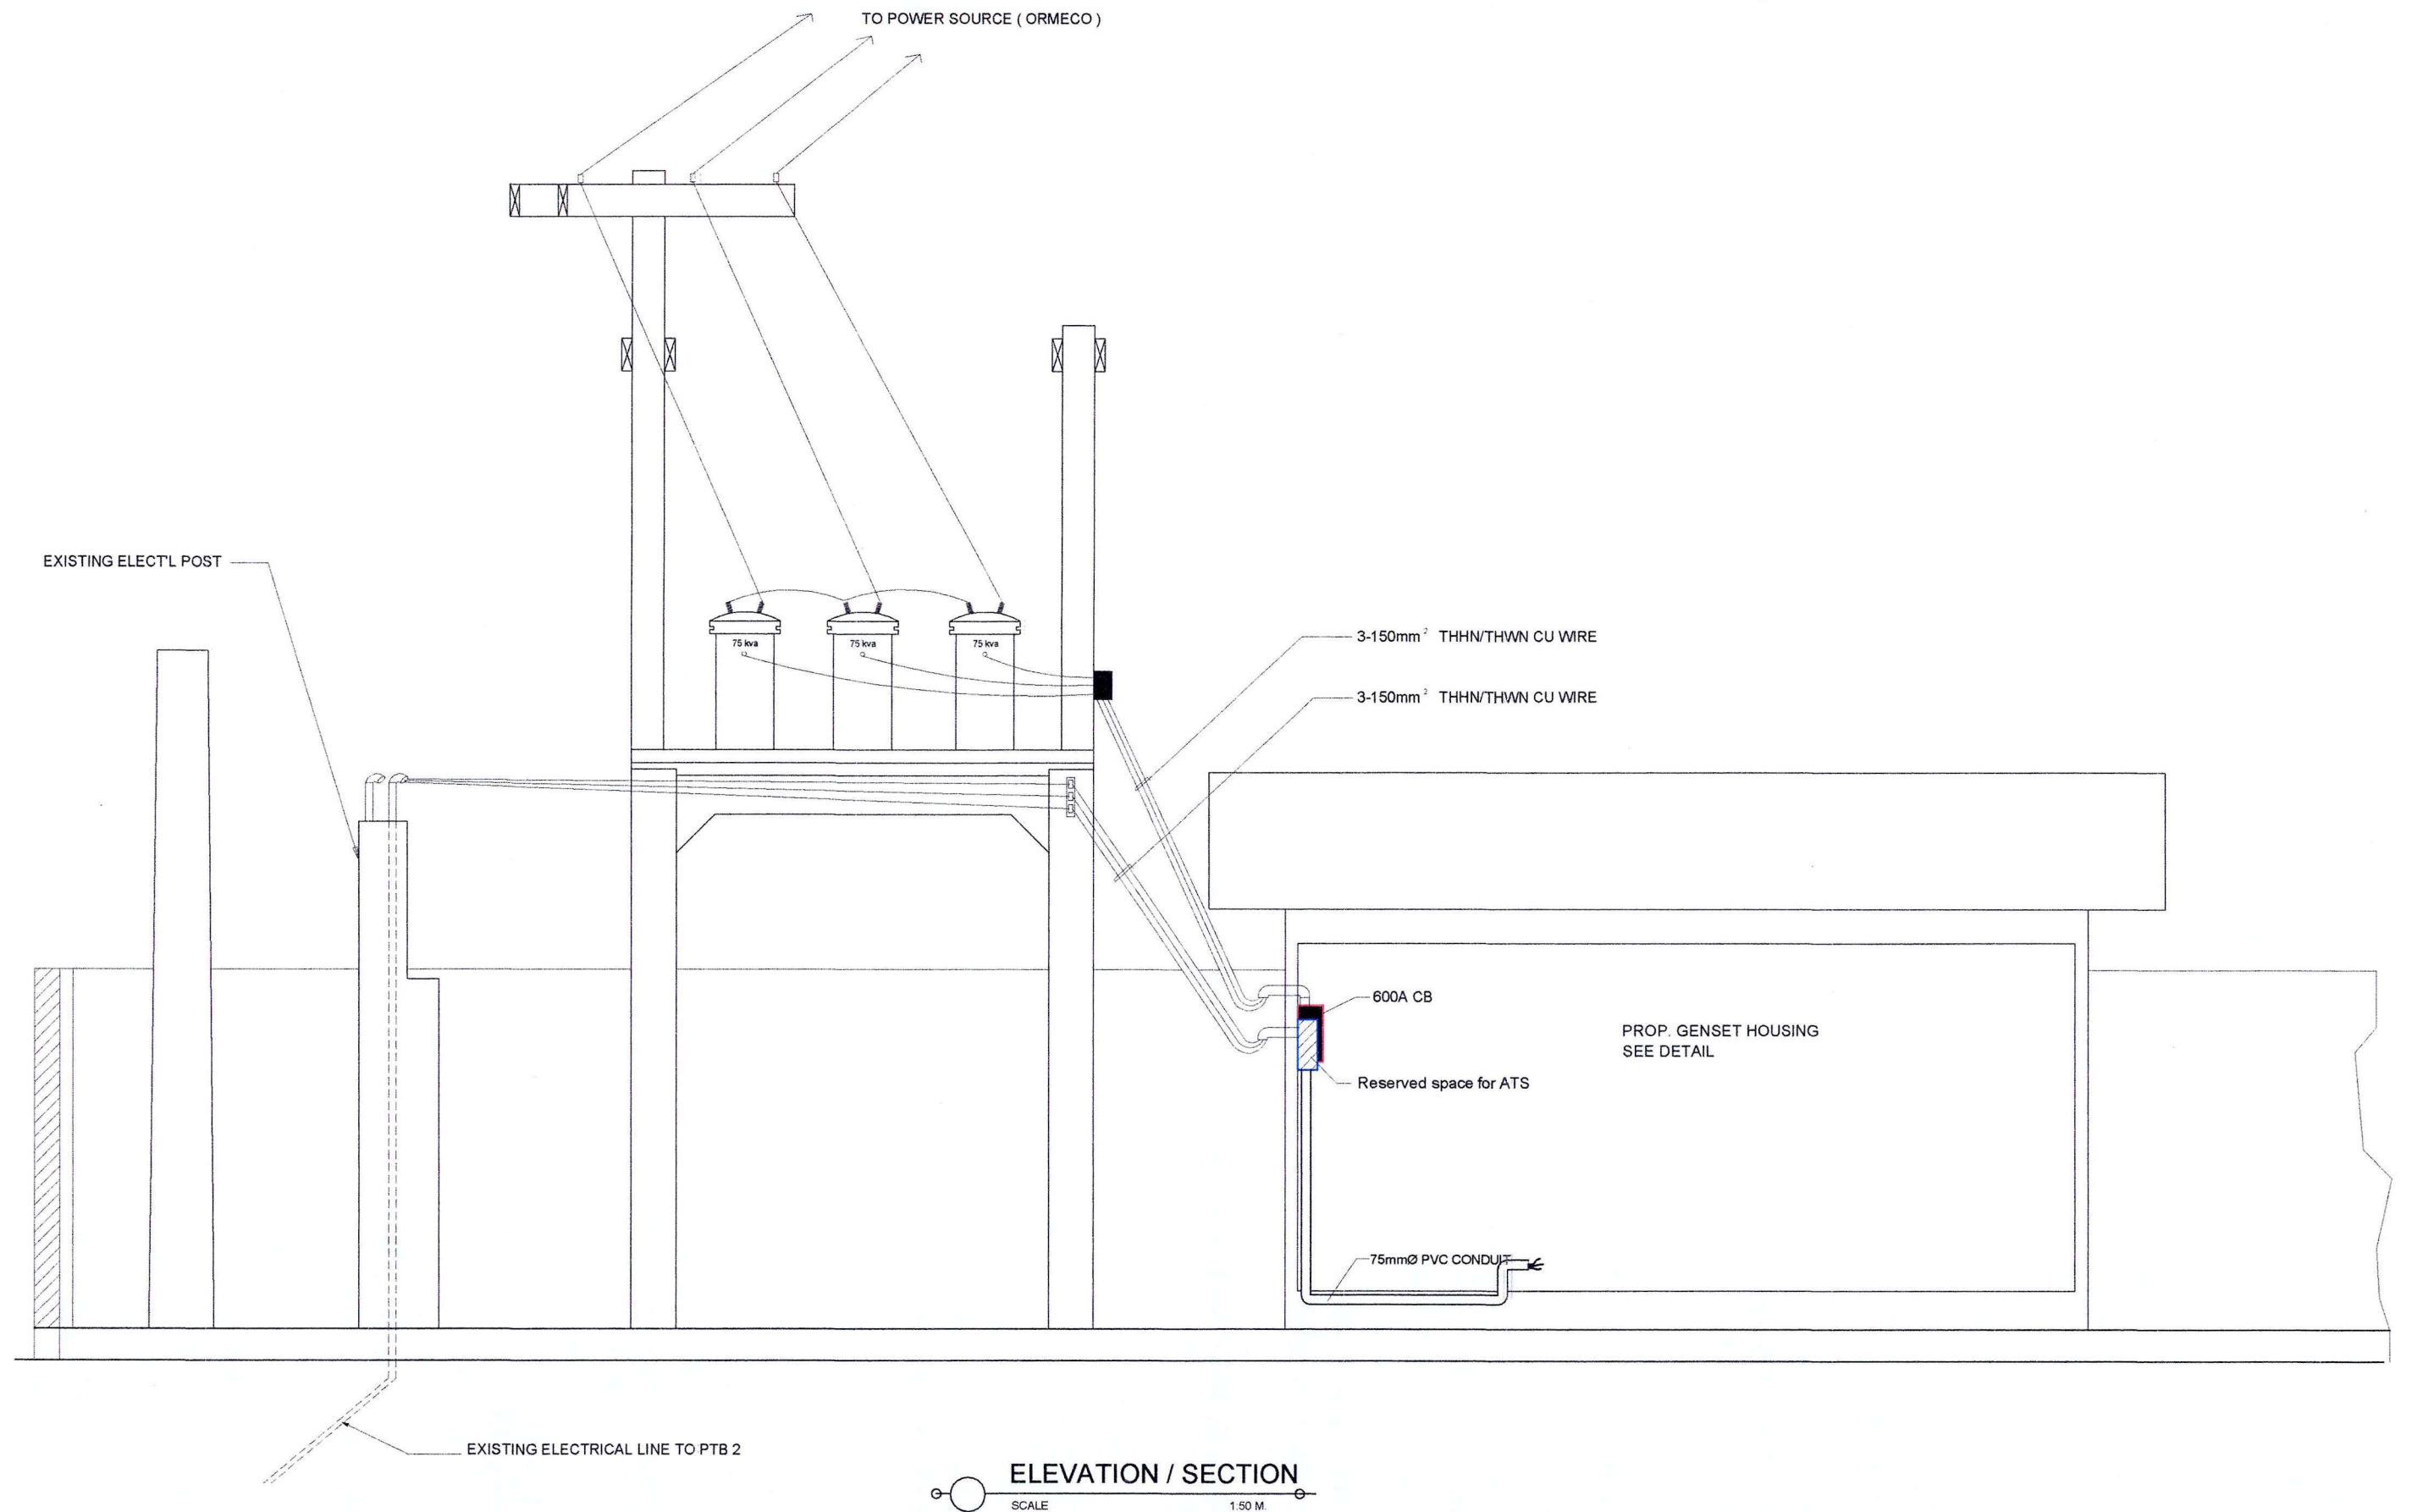 TO POWER SOURCE ( ORMECO )
EXISTING ELECT'L POST
75 kva
75 kva
75 kva
3-150mm² THHN/THWN CU WIRE
3-150mm² THHN/THWN CU WIRE
600A CB
PROP. GENSET HOUSING
SEE DETAIL
Reserved space for ATS
75mmØ PVC CONDUIT
EXISTING ELECTRICAL LINE TO PTB 2
ELEVATION / SECTION
SCALE 1:50 M.